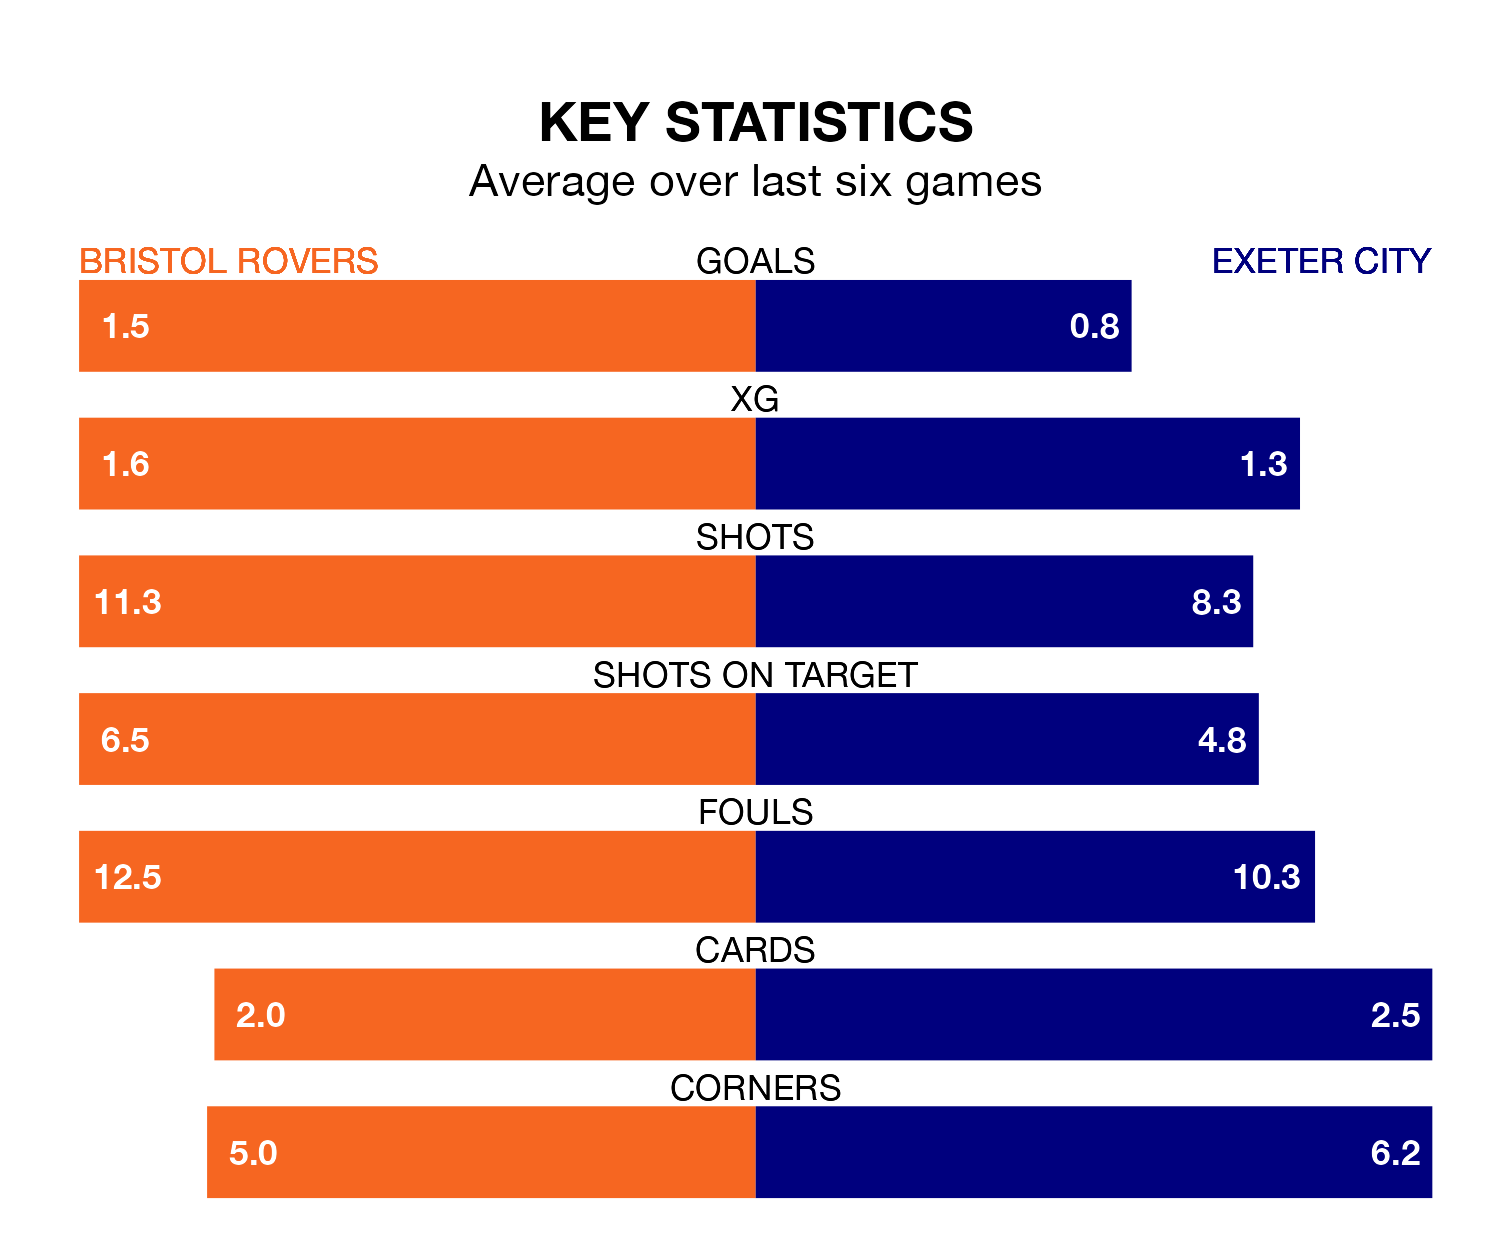 KEY STATISTICS
Average over last six games
BRISTOL ROVERS GOALS EXETER CITY
1.5 0.8
XG
1.6 1.3
SHOTS
11.3 8.3
SHOTS ON TARGET
6.5 4.8
FOULS
12.5 10.3
CARDS
2.0 2.5
CORNERS
5.0 6.2